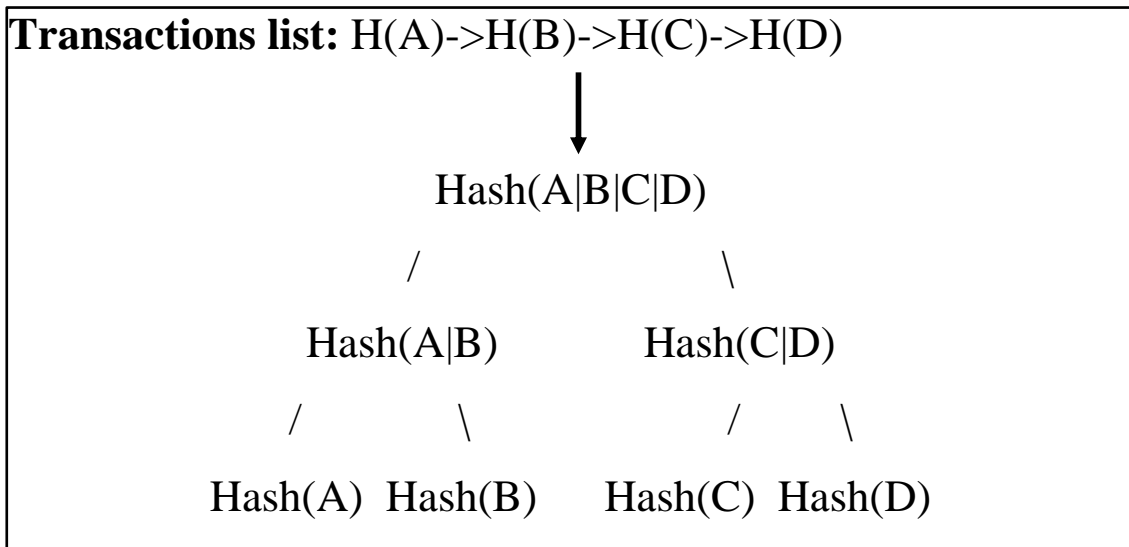 Transactions list: H(A)->H(B)->H(C)->H(D)
Hash(A|B|C|D)
/ \
Hash(A|B) Hash(C|D)
/ \ / \
Hash(A) Hash(B) Hash(C) Hash(D)